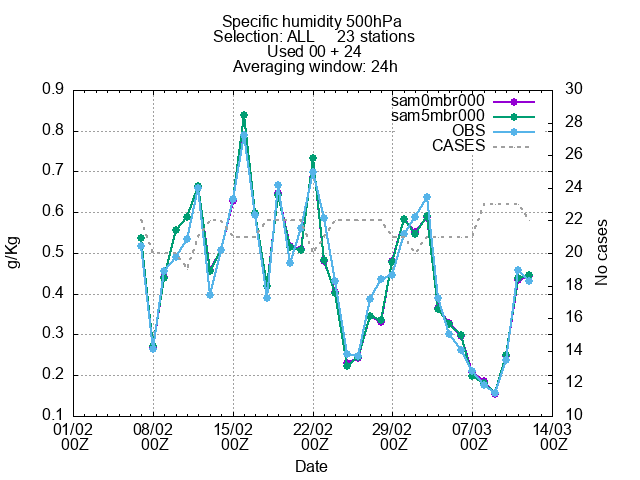 Specific humidity 500hPa
Selection: ALL 23 stations
Used 00 + 24
Averaging window: 24h
sam0mbr000
sam5mbr000
OBS
CASES
0.9
0.8
0.7
0.6
0.5
0.4
0.3
0.2
0.1
g/Kg
30
28
26
24
22
20
18
16
14
12
10
No cases
01/02 08/02 15/02 22/02 29/02 07/03 14/03
00Z 00Z 00Z 00Z 00Z 00Z 00Z
Date